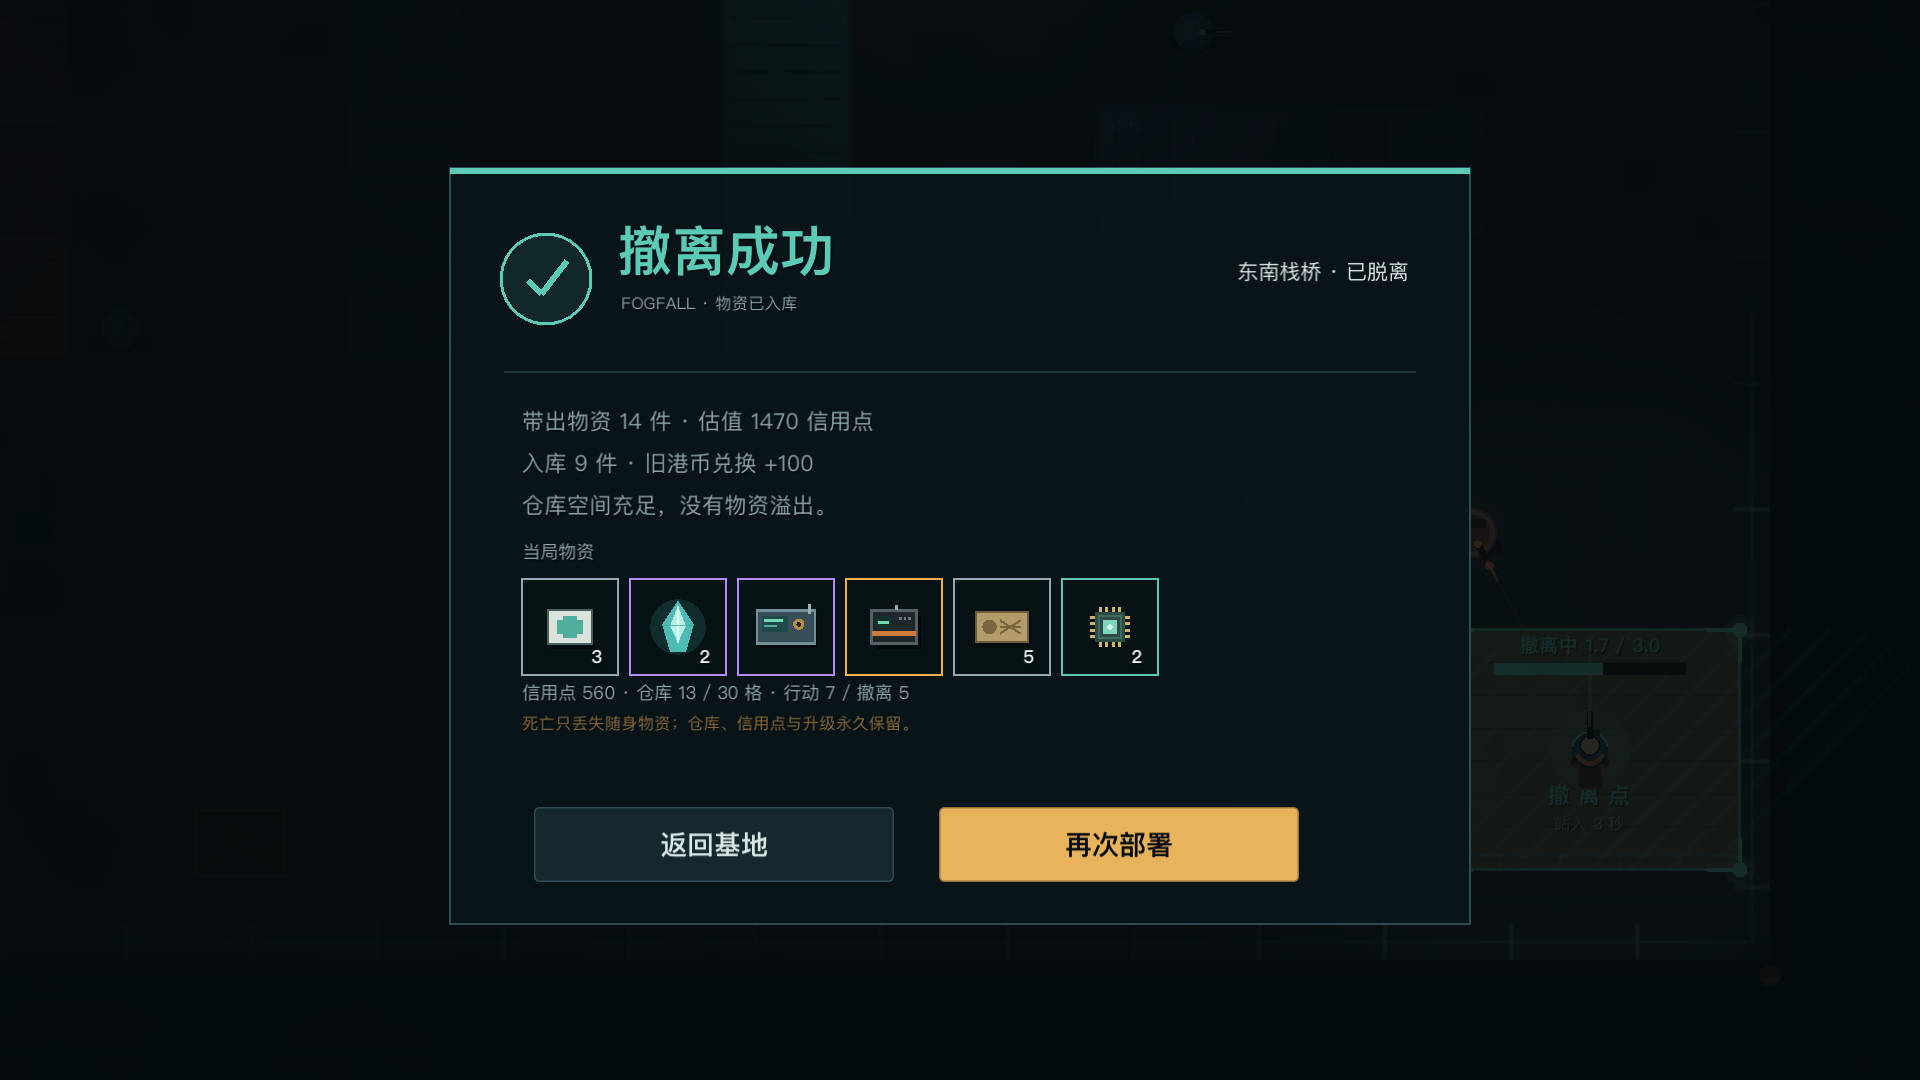 撤离成功
FOGFALL · 物资已入库
东南栈桥 · 已脱离
带出物资 14 件 · 估值 1470 信用点
入库 9 件 · 旧港币兑换 +100
仓库空间充足，没有物资溢出。
当局物资
3
2
5
2
信用点 560 · 仓库 13 / 30 格 · 行动 7 / 撤离 5
死亡只丢失随身物资；仓库、信用点与升级永久保留。
返回基地
再次部署
撤离中 1.7 / 3.0
撤 离 点
站入 3 秒